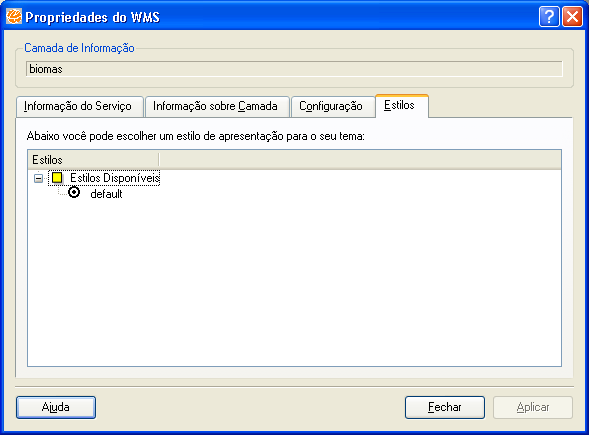 Propriedades do WMS
Camada de Informação
biomas
Informação do Serviço Informação sobre Camada Configuração Estilos
Abaixo você pode escolher um estilo de apresentação para o seu tema:
Estilos
Estilos Disponíveis
default
Ajuda Fechar Aplicar